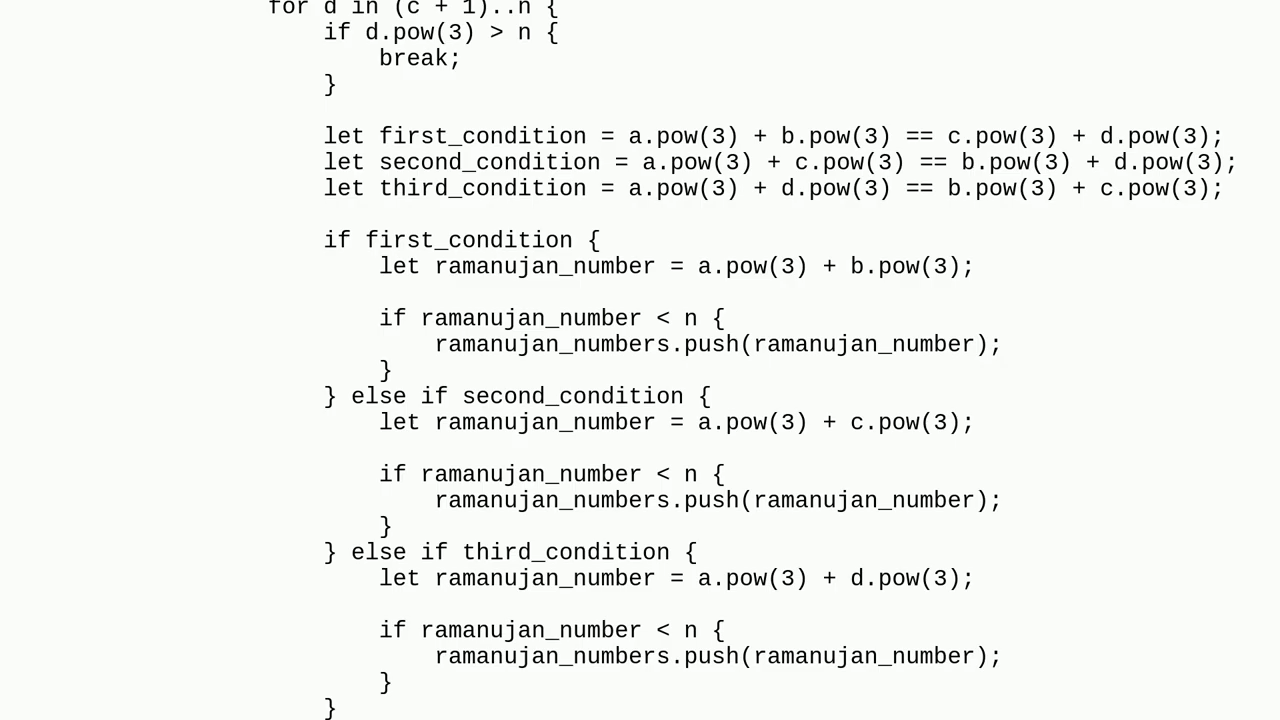 for d in (c + 1)..n {
if d.pow(3) > n {
break;
}
let first_condition = a.pow(3) + b.pow(3) == c.pow(3) + d.pow(3);
let second_condition = a.pow(3) + c.pow(3) == b.pow(3) + d.pow(3);
let third_condition = a.pow(3) + d.pow(3) == b.pow(3) + c.pow(3);
if first_condition {
let ramanujan_number = a.pow(3) + b.pow(3);
if ramanujan_number < n {
ramanujan_numbers.push(ramanujan_number);
}
} else if second_condition {
let ramanujan_number = a.pow(3) + c.pow(3);
if ramanujan_number < n {
ramanujan_numbers.push(ramanujan_number);
}
} else if third_condition {
let ramanujan_number = a.pow(3) + d.pow(3);
if ramanujan_number < n {
ramanujan_numbers.push(ramanujan_number);
}
}